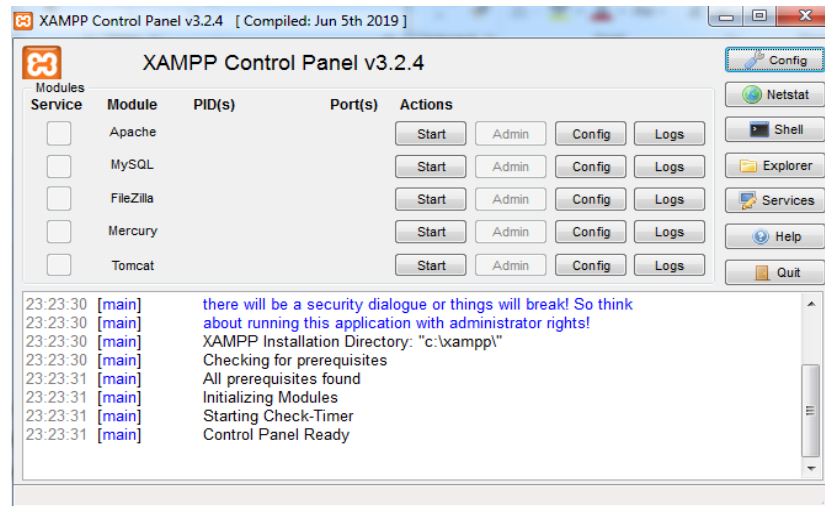 XAMPP Control Panel v3.2.4 [ Compiled: Jun 5th 2019 ]
XAMPP Control Panel v3.2.4
Config
Modules
Service Module PID(s) Port(s) Actions
Netstat
Apache Start Admin Config Logs
Shell
MySQL Start Admin Config Logs
Explorer
FileZilla Start Admin Config Logs
Services
Mercury Start Admin Config Logs
Help
Tomcat Start Admin Config Logs
Quit
23:23:30 [main] there will be a security dialogue or things will break! So think
23:23:30 [main] about running this application with administrator rights!
23:23:30 [main] XAMPP Installation Directory: "c:\xampp\"
23:23:30 [main] Checking for prerequisites
23:23:31 [main] All prerequisites found
23:23:31 [main] Initializing Modules
23:23:31 [main] Starting Check-Timer
23:23:31 [main] Control Panel Ready